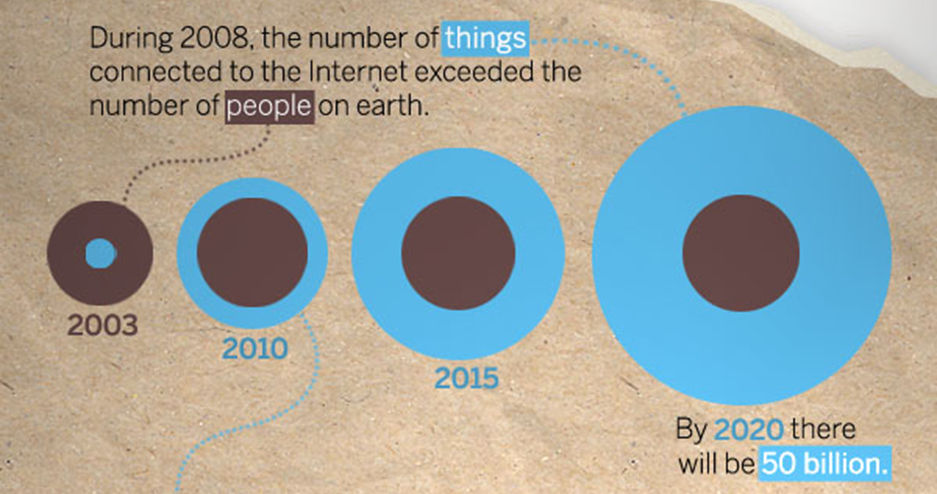 During 2008, the number of things
connected to the Internet exceeded the
number of people on earth.
2003
2010
2015
By 2020 there
will be 50 billion.